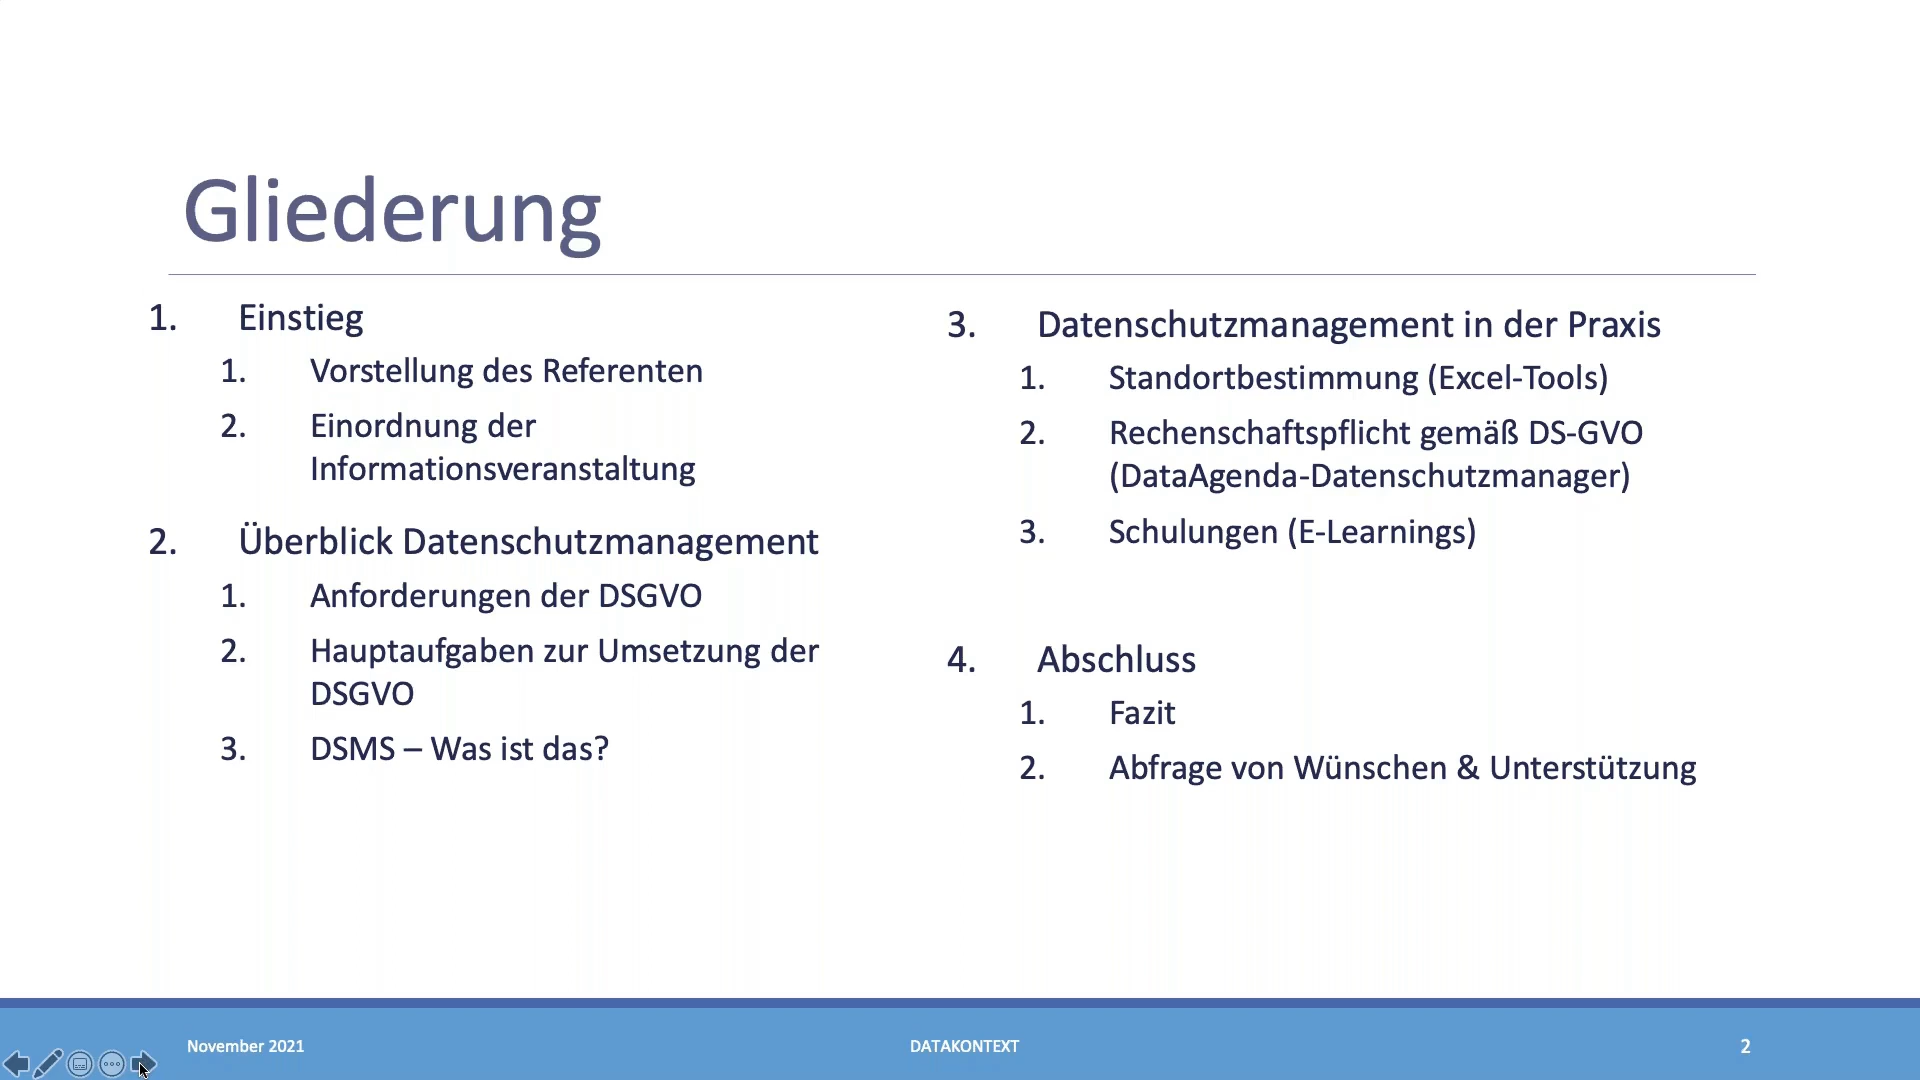 Gliederung
1. Einstieg
1. Vorstellung des Referenten
2. Einordnung der
Informationsveranstaltung
2. Überblick Datenschutzmanagement
1. Anforderungen der DSGVO
2. Hauptaufgaben zur Umsetzung der
DSGVO
3. DSMS – Was ist das?
3. Datenschutzmanagement in der Praxis
1. Standortbestimmung (Excel-Tools)
2. Rechenschaftspflicht gemäß DS-GVO
(DataAgenda-Datenschutzmanager)
3. Schulungen (E-Learnings)
4. Abschluss
1. Fazit
2. Abfrage von Wünschen & Unterstützung
November 2021
DATAKONTEXT
2